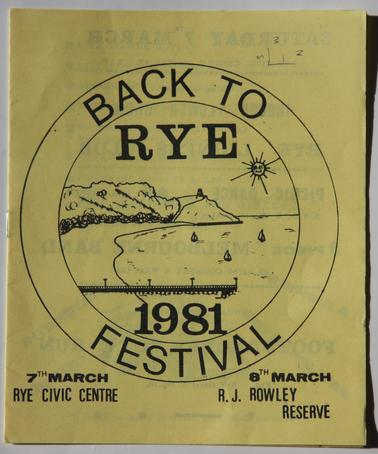 BACK TO
RYE
1981
FESTIVAL
7TH MARCH
RYE CIVIC CENTRE
8TH MARCH
R. J. ROWLEY
RESERVE